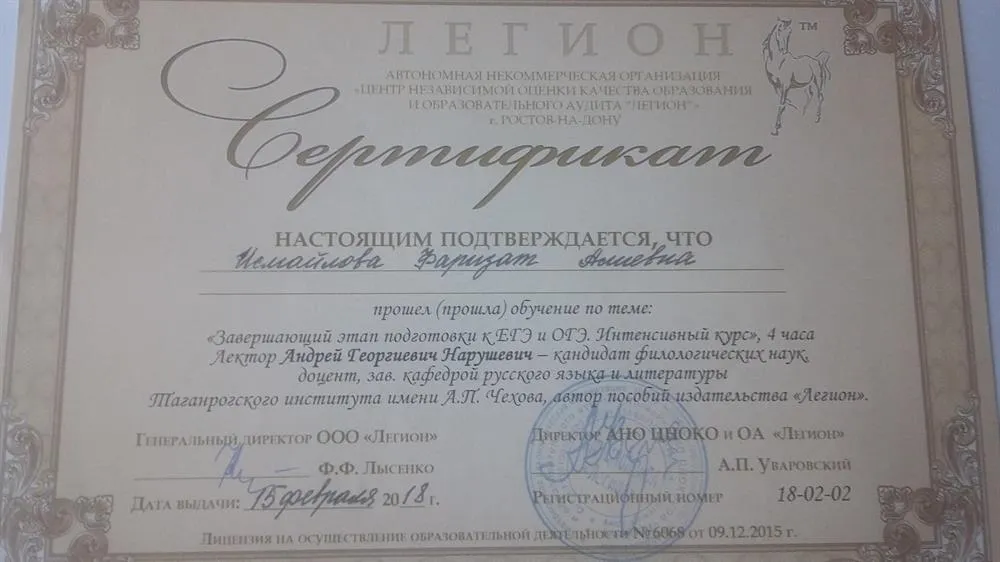 ЛЕГИОН
TM
АВТОНОМНАЯ НЕКОММЕРЧЕСКАЯ ОРГАНИЗАЦИЯ
«ЦЕНТР НЕЗАВИСИМОЙ ОЦЕНКИ КАЧЕСТВА ОБРАЗОВАНИЯ
И ОБРАЗОВАТЕЛЬНОГО АУДИТА "ЛЕГИОН"»
г. РОСТОВ-НА-ДОНУ
Сертификат
НАСТОЯЩИМ ПОДТВЕРЖДАЕТСЯ, ЧТО
Исмайлова Фаризат Алиевна
прошел (прошла) обучение по теме:
«Завершающий этап подготовки к ЕГЭ и ОГЭ. Интенсивный курс», 4 часа
Лектор Андрей Георгиевич Нарушевич – кандидат филологических наук,
доцент, зав. кафедрой русского языка и литературы
Таганрогского института имени А.П. Чехова, автор пособий издательства «Легион».
ГЕНЕРАЛЬНЫЙ ДИРЕКТОР ООО «ЛЕГИОН»
Ф.Ф. ЛЫСЕНКО
ДИРЕКТОР АНО ЦНОКО И ОА «ЛЕГИОН»
А.П. УВАРОВСКИЙ
ДАТА ВЫДАЧИ: 15 февраля 2018 г.
РЕГИСТРАЦИОННЫЙ НОМЕР 18-02-02
ЛИЦЕНЗИЯ НА ОСУЩЕСТВЛЕНИЕ ОБРАЗОВАТЕЛЬНОЙ ДЕЯТЕЛЬНОСТИ № 6068 от 09.12.2015 г.